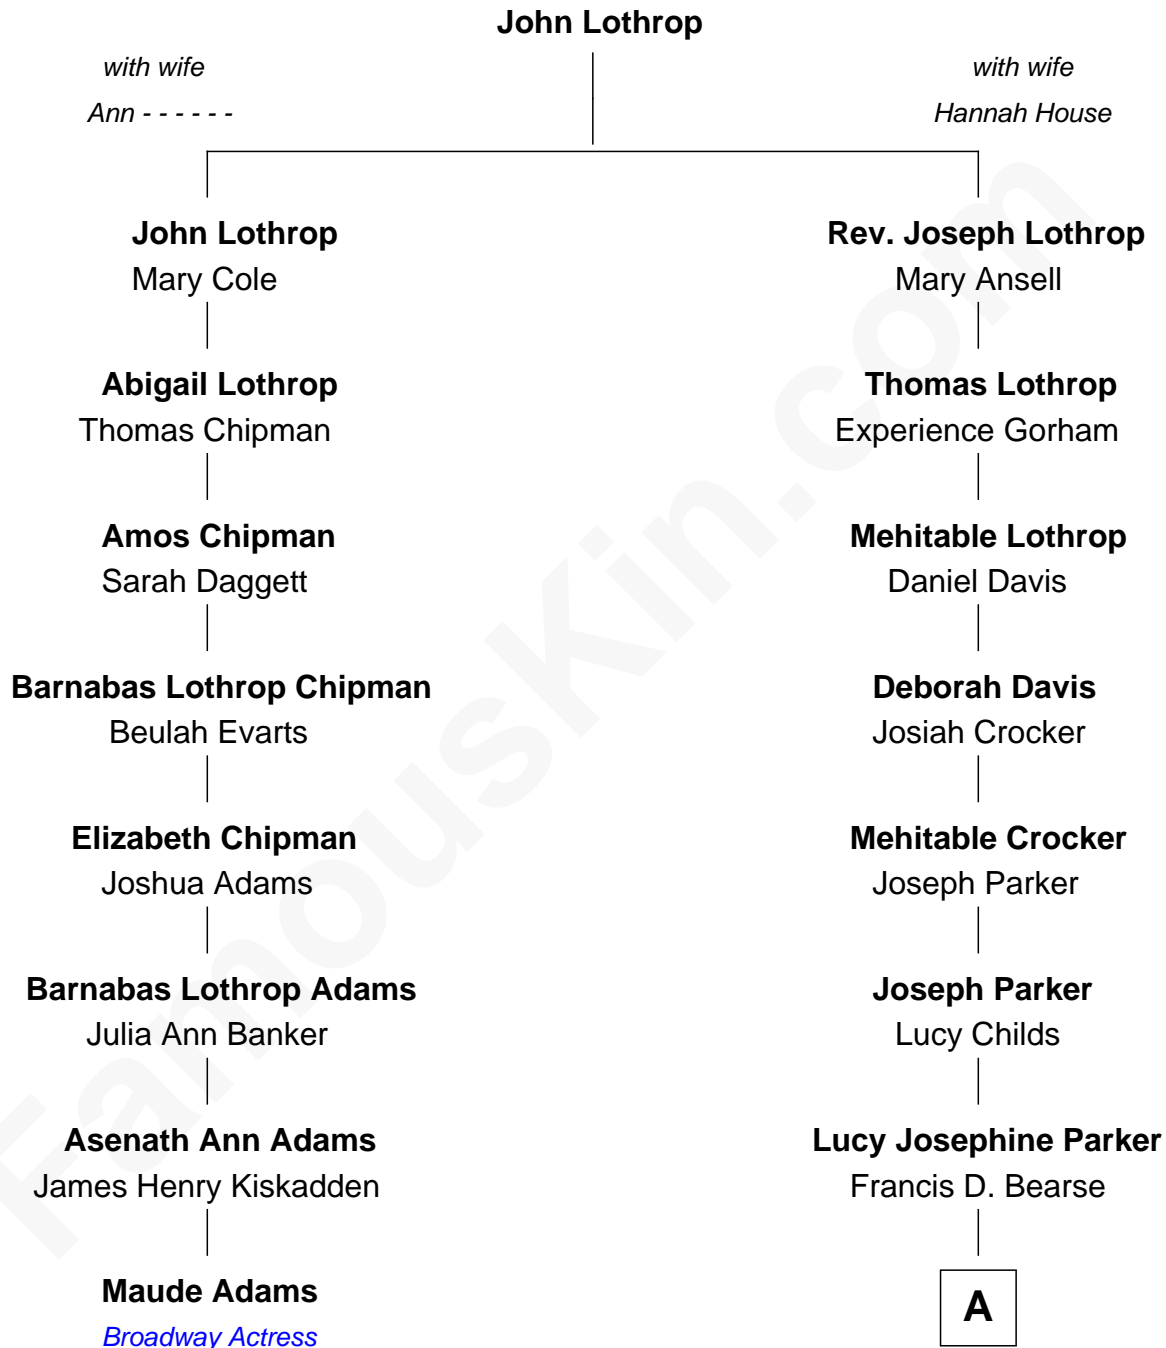 John Lothrop
with wife
Ann - - - - - -
with wife
Hannah House
John Lothrop
Mary Cole
Abigail Lothrop
Thomas Chipman
Amos Chipman
Sarah Daggett
Barnabas Lothrop Chipman
Beulah Evarts
Elizabeth Chipman
Joshua Adams
Barnabas Lothrop Adams
Julia Ann Banker
Asenath Ann Adams
James Henry Kiskadden
Maude Adams
Broadway Actress
Rev. Joseph Lothrop
Mary Ansell
Thomas Lothrop
Experience Gorham
Mehitable Lothrop
Daniel Davis
Deborah Davis
Josiah Crocker
Mehitable Crocker
Joseph Parker
Joseph Parker
Lucy Childs
Lucy Josephine Parker
Francis D. Bearse
A
FamousKin.com